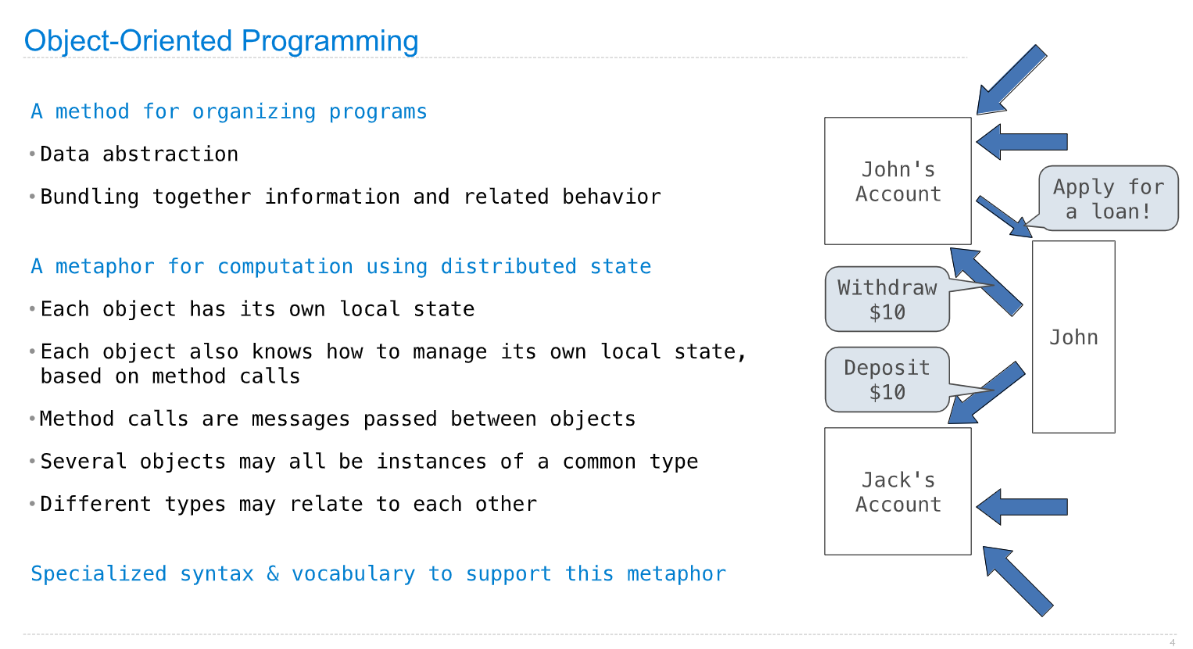 Object-Oriented Programming
A method for organizing programs
•Data abstraction
•Bundling together information and related behavior
A metaphor for computation using distributed state
•Each object has its own local state
•Each object also knows how to manage its own local state,
based on method calls
•Method calls are messages passed between objects
•Several objects may all be instances of a common type
•Different types may relate to each other
Specialized syntax & vocabulary to support this metaphor
John's
Account
Apply for
a loan!
Withdraw
$10
John
Deposit
$10
Jack's
Account
4